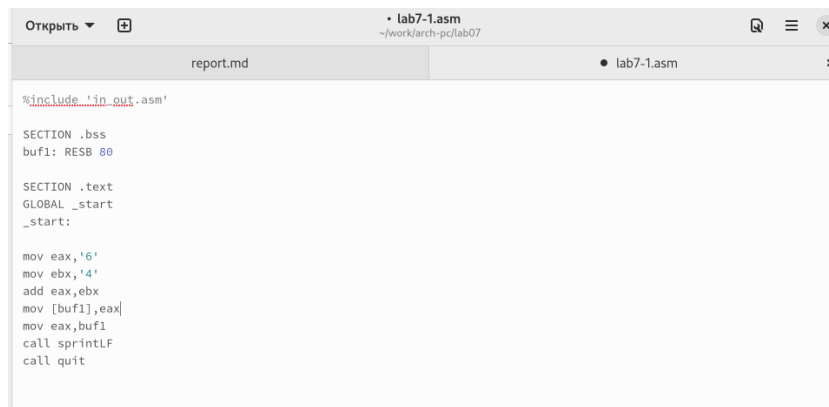 Открыть
• lab7-1.asm
~/work/arch-pc/lab07
report.md
● lab7-1.asm
%include 'in_out.asm'
SECTION .bss
buf1: RESB 80
SECTION .text
GLOBAL _start
_start:
mov eax,'6'
mov ebx,'4'
add eax,ebx
mov [buf1],eax
mov eax,buf1
call sprintLF
call quit